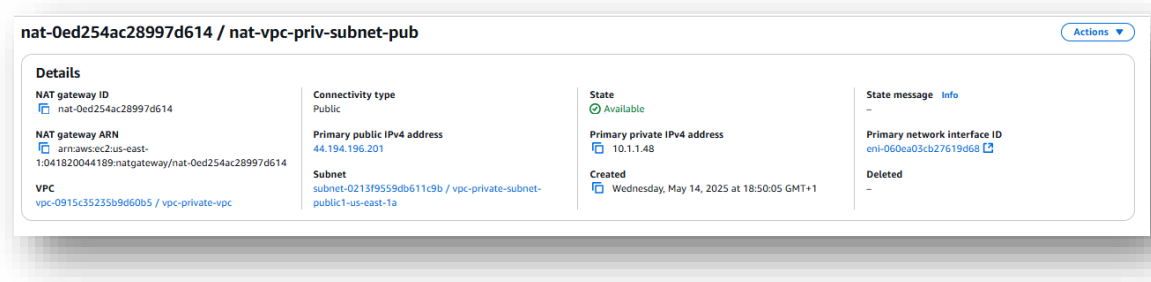 nat-0ed254ac28997d614 / nat-vpc-priv-subnet-pub
Actions
Details
NAT gateway ID
nat-0ed254ac28997d614
Connectivity type
Public
State
Available
State message Info
–
NAT gateway ARN
arn:aws:ec2:us-east-
1:041820044189:natgateway/nat-0ed254ac28997d614
Primary public IPv4 address
44.194.196.201
Primary private IPv4 address
10.1.1.48
Primary network interface ID
eni-060ea03cb27619d68
VPC
vpc-0915c35235b9d60b5 / vpc-private-vpc
Subnet
subnet-0213f9559db611c9b / vpc-private-subnet-
public1-us-east-1a
Created
Wednesday, May 14, 2025 at 18:50:05 GMT+1
Deleted
–